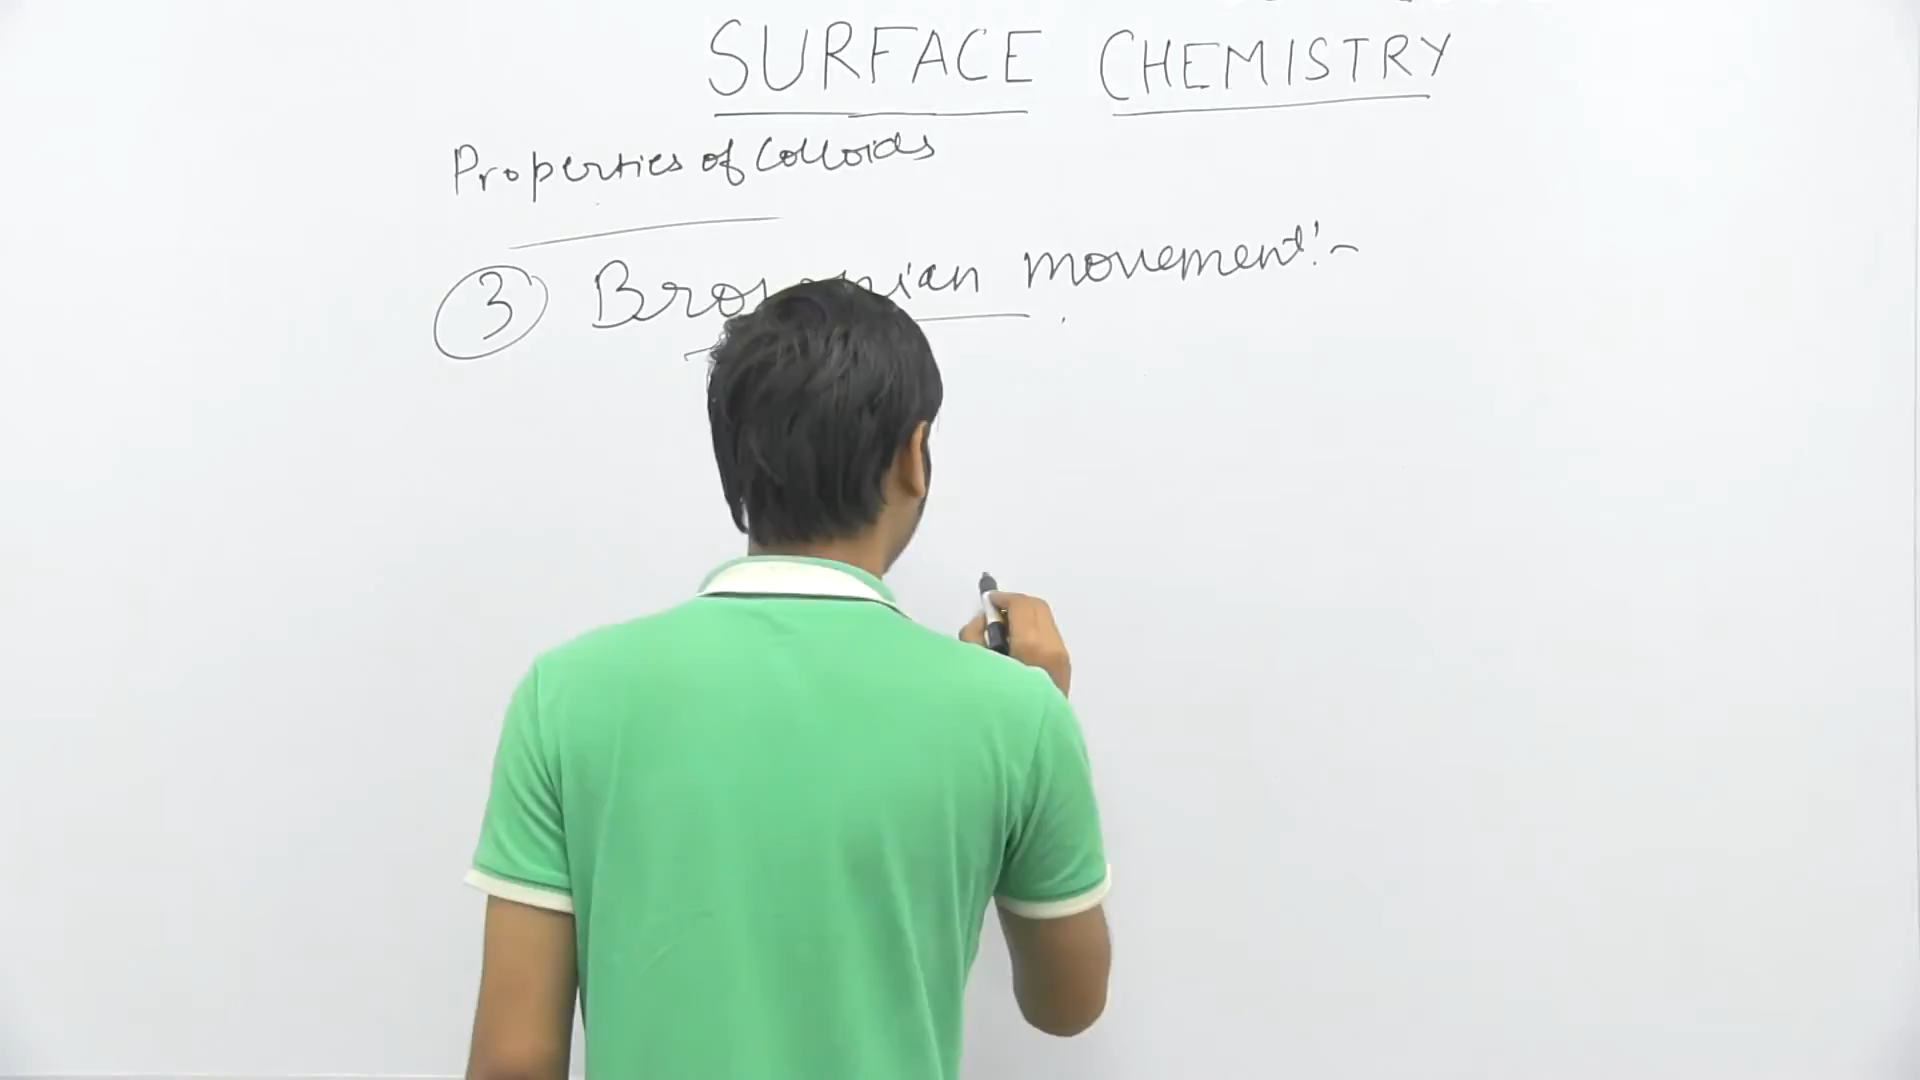 SURFACE CHEMISTRY
Properties of Colloids
3 movement:-